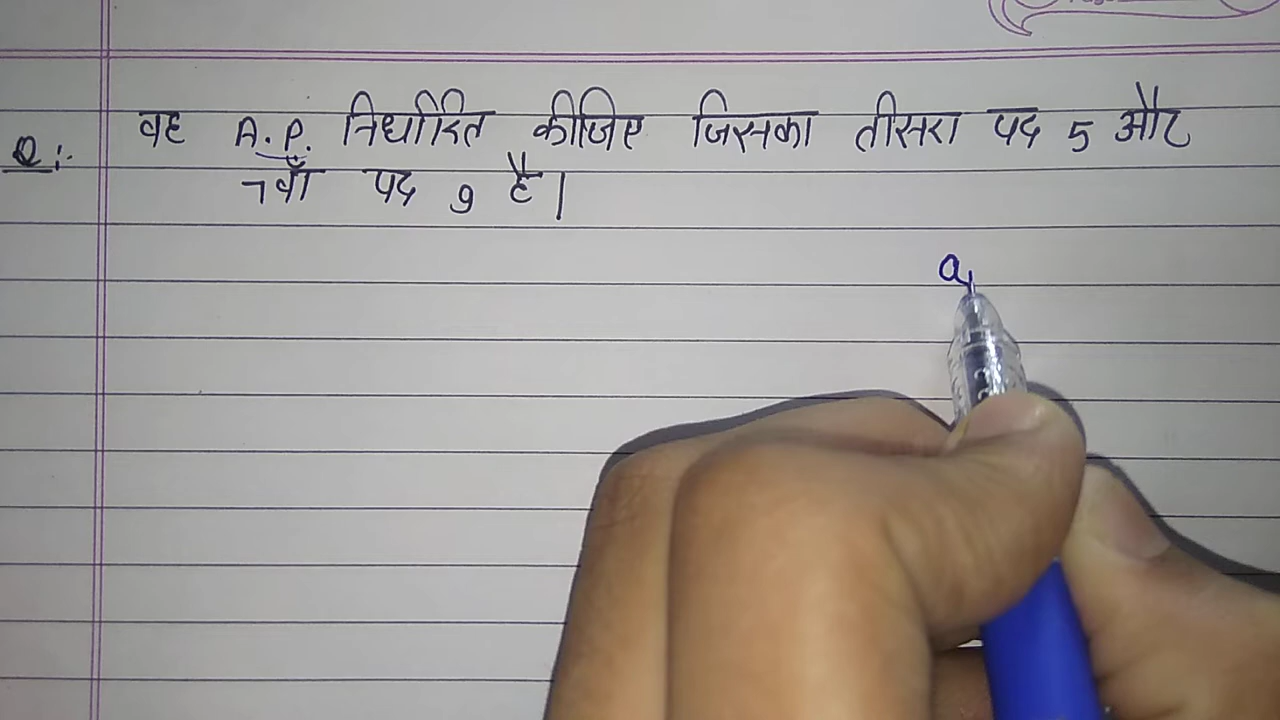 Q:-
वह A.P. निर्धारित कीजिए जिसका तीसरा पद 5 और
7वाँ पद 9 है।
a